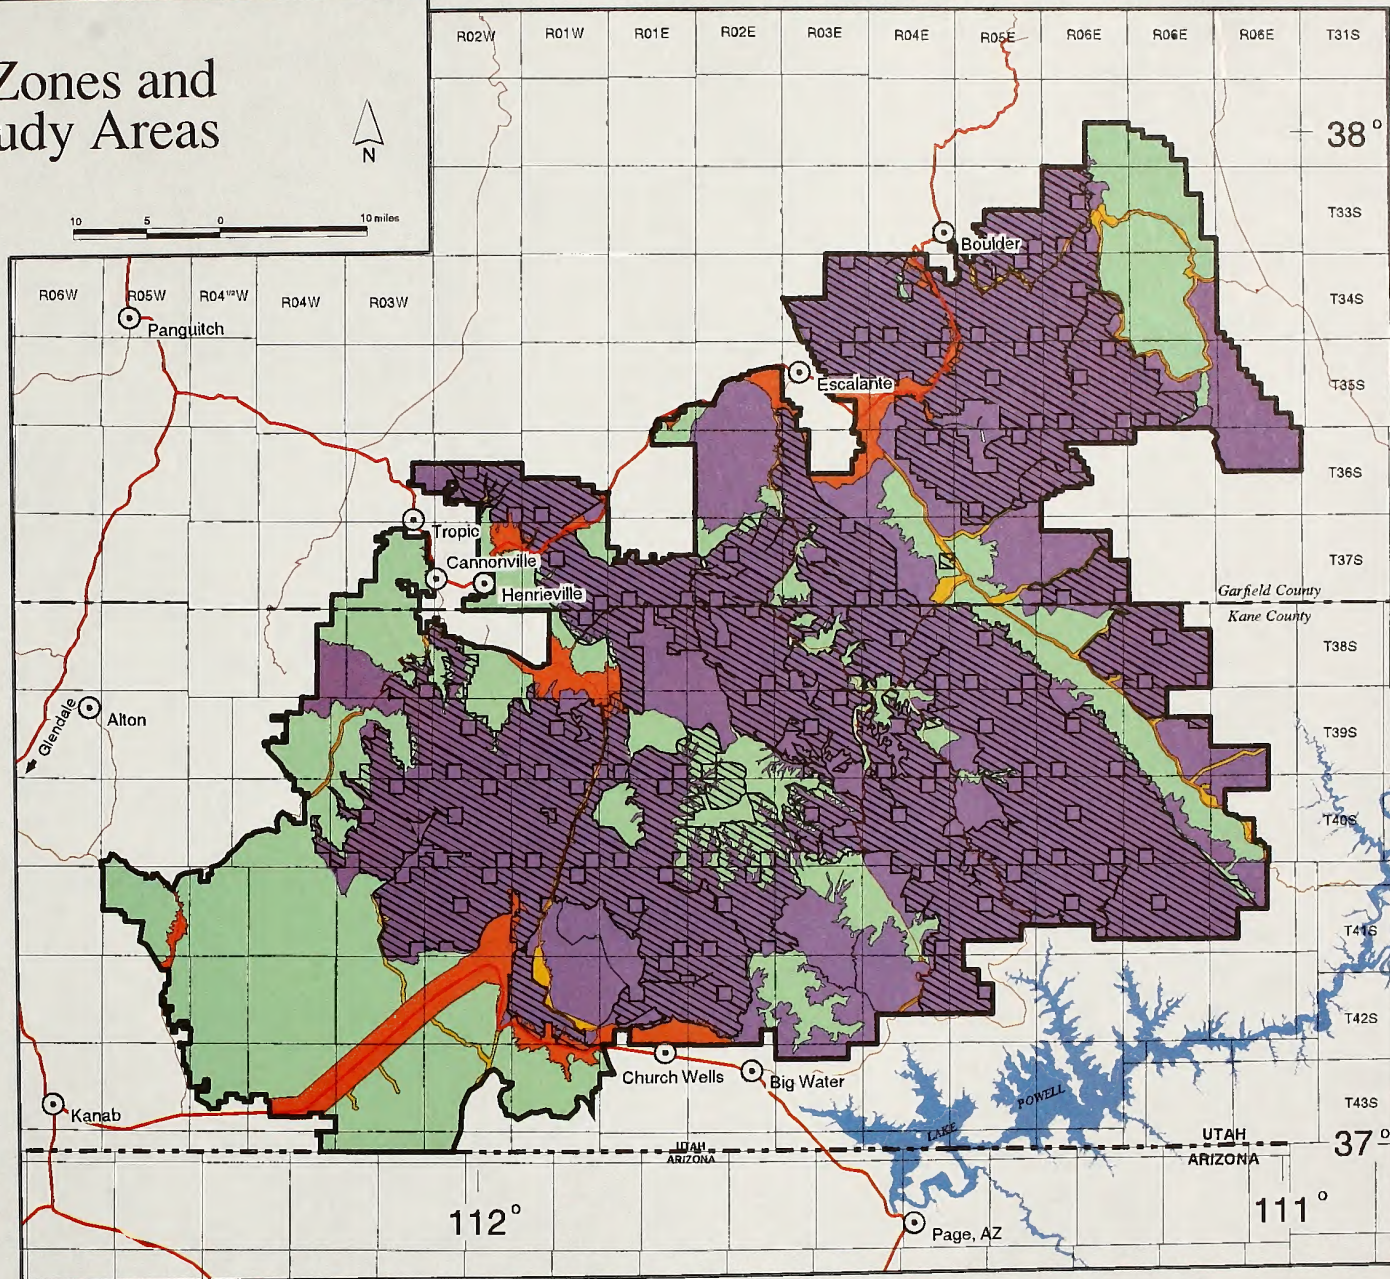 Zones and
udy Areas
N
10 5 0 10 miles
R02W R01W R01E R02E R03E R04E R05E R06E R06E R06E T31S
38°
T33S
Boulder
R06W R05W R04 1/2 W R04W R03W
T34S
Panguitch
Escalante
T35S
T36S
Tropic
Cannonville
T37S
Henrieville
Garfield County
Kane County
T38S
Glendale
Alton
T39S
T40S
T41S
T42S
Church Wells
Big Water
Kanab
POWELL
T43S
LAKE
UTAH
ARIZONA
UTAH
ARIZONA
37°
112°
111°
Page, AZ